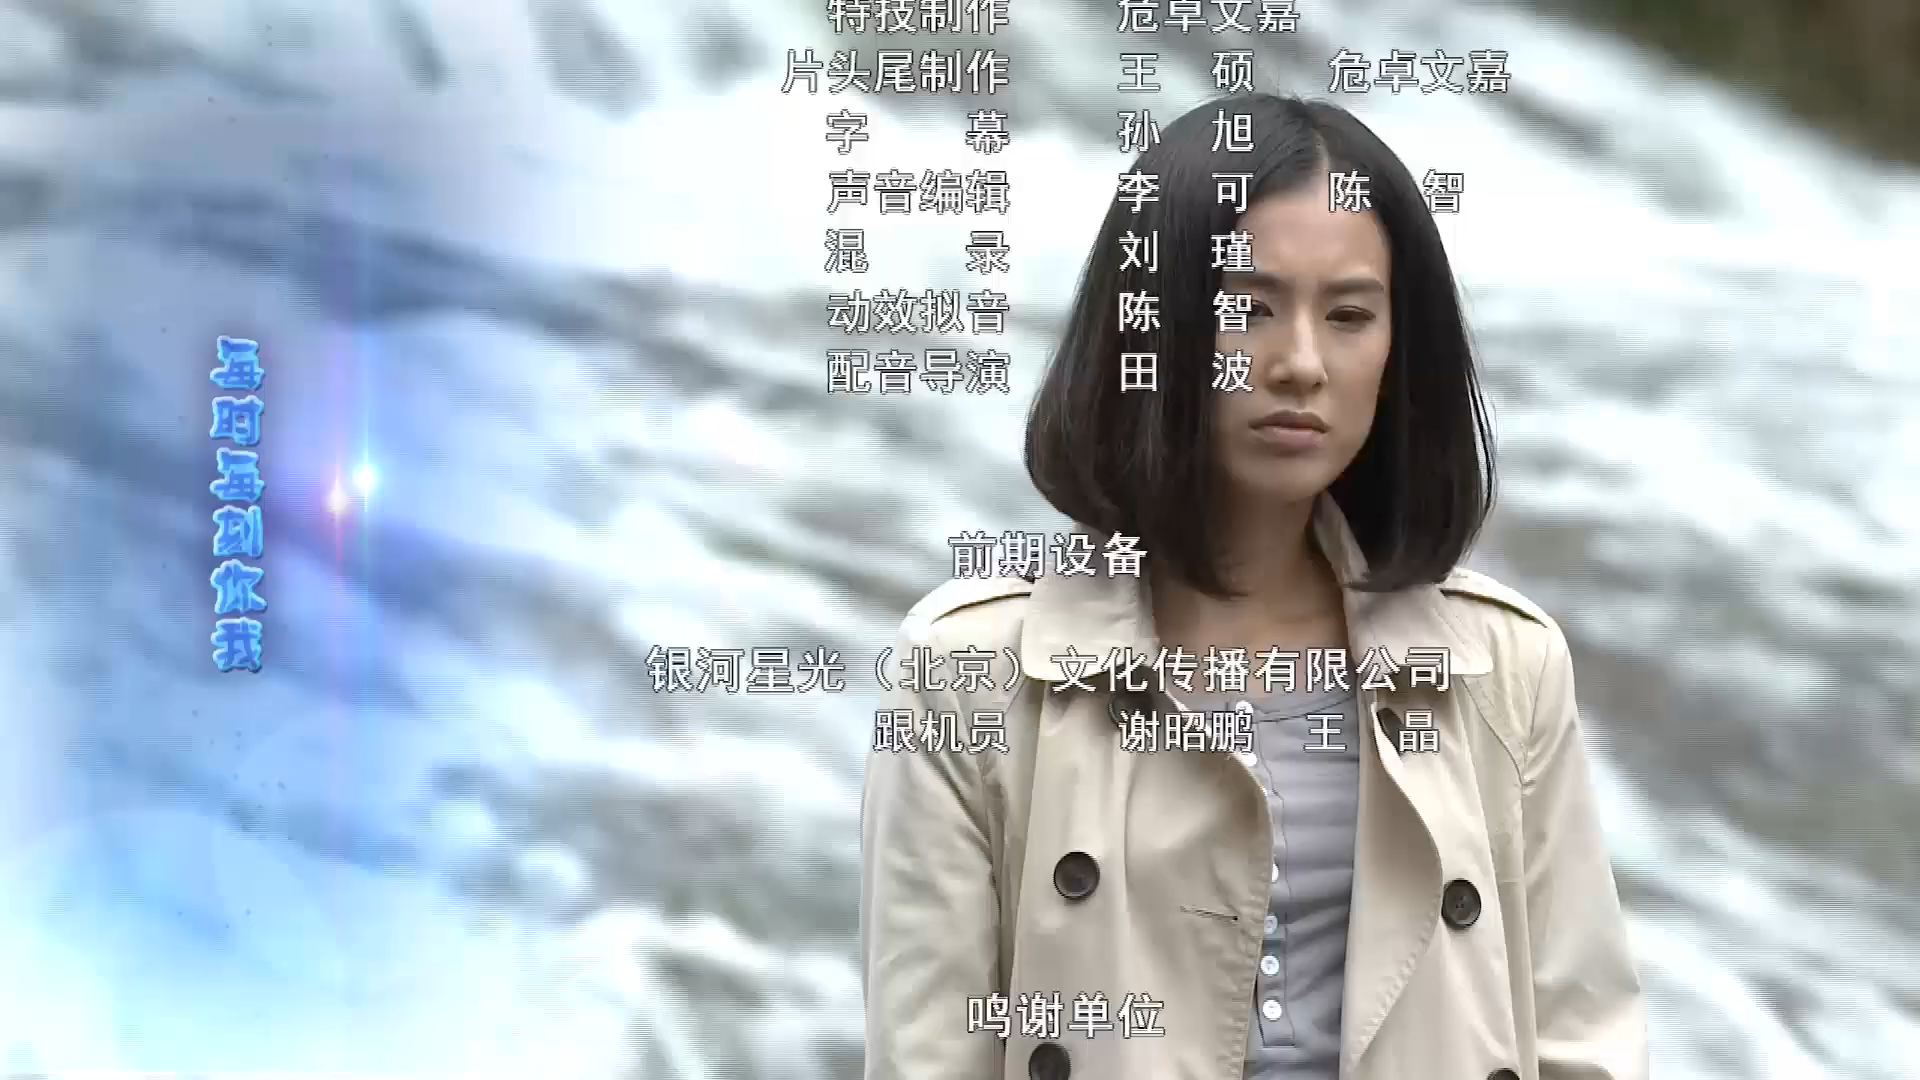 特技制作 危卓文嘉
片头尾制作 王硕 危卓文嘉
字幕 孙旭
声音编辑 李可 陈智
混录 刘瑾
动效拟音 陈智
配音导演 田波
每时每刻你我
前期设备
银河星光（北京）文化传播有限公司
跟机员 谢昭鹏 王晶
鸣谢单位